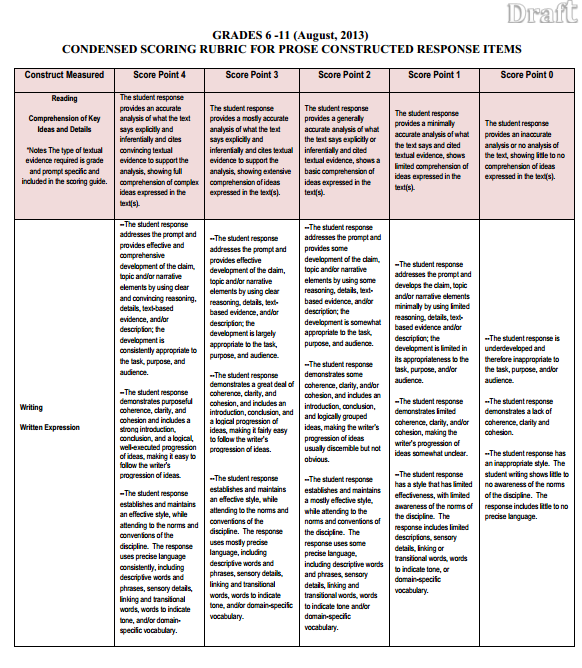 Draft
GRADES 6 -11 (August, 2013)
CONDENSED SCORING RUBRIC FOR PROSE CONSTRUCTED RESPONSE ITEMS
Construct Measured
Score Point 4
Score Point 3
Score Point 2
Score Point 1
Score Point 0
Reading
Comprehension of Key
Ideas and Details
*Notes The type of textual
evidence required is grade
and prompt specific and
included in the scoring guide.
The student response
provides an accurate
analysis of what the text
says explicitly and
inferentially and cites
convincing textual
evidence to support the
analysis, showing full
comprehension of complex
ideas expressed in the
text(s).
The student response
provides a mostly accurate
analysis of what the text
says explicitly and
inferentially and cites textual
evidence to support the
analysis, showing extensive
comprehension of ideas
expressed in the text(s).
The student response
provides a generally
accurate analysis of what
the text says explicitly or
inferentially and cited
textual evidence, shows a
basic comprehension of
ideas expressed in the
text(s).
The student response
provides a minimally
accurate analysis of what
the text says and cited
textual evidence, shows
limited comprehension of
ideas expressed in the
text(s).
The student response
provides an inaccurate
analysis or no analysis of
the text, showing little to no
comprehension of ideas
expressed in the text(s).
Writing
Written Expression
--The student response
addresses the prompt and
provides effective and
comprehensive
development of the claim,
topic and/or narrative
elements by using clear
and convincing reasoning,
details, text-based
evidence, and/or
description; the
development is
consistently appropriate to
the task, purpose, and
audience.
--The student response
demonstrates purposeful
coherence, clarity, and
cohesion and includes a
strong introduction,
conclusion, and a logical,
well-executed progression
of ideas, making it easy to
follow the writer's
progression of ideas.
--The student response
establishes and maintains
an effective style, while
attending to the norms and
conventions of the
discipline. The response
uses precise language
consistently, including
descriptive words and
phrases, sensory details,
linking and transitional
words, words to indicate
tone, and/or domain-
specific vocabulary.
--The student response
addresses the prompt and
provides effective
development of the claim,
topic and/or narrative
elements by using clear
reasoning, details, text-
based evidence, and/or
description; the
development is largely
appropriate to the task,
purpose, and audience.
--The student response
demonstrates a great deal of
coherence, clarity, and
cohesion, and includes an
introduction, conclusion, and
a logical progression of
ideas, making it fairly easy
to follow the writer's
progression of ideas.
--The student response
establishes and maintains
an effective style, while
attending to the norms and
conventions of the
discipline. The response
uses mostly precise
language, including
descriptive words and
phrases, sensory details,
linking and transitional
words, words to indicate
tone, and/or domain-specific
vocabulary.
--The student response
addresses the prompt and
provides some
development of the claim,
topic and/or narrative
elements by using some
reasoning, details, text-
based evidence, and/or
description; the
development is somewhat
appropriate to the task,
purpose, and audience.
--The student response
demonstrates some
coherence, clarity, and/or
cohesion, and includes an
introduction, conclusion,
and logically grouped
ideas, making the writer's
progression of ideas
usually discernible but not
obvious.
--The student response
establishes and maintains
a mostly effective style,
while attending to the
norms and conventions of
the discipline. The
response uses some
precise language,
including descriptive words
and phrases, sensory
details, linking and
transitional words, words
to indicate tone and/or
domain-specific
vocabulary.
--The student response
addresses the prompt and
develops the claim, topic
and/or narrative elements
minimally by using limited
reasoning, details, text-
based evidence and/or
description; the
development is limited in
its appropriateness to the
task, purpose, and/or
audience.
--The student response
demonstrates limited
coherence, clarity, and/or
cohesion, making the
writer's progression of
ideas somewhat unclear.
--The student response
has a style that has limited
effectiveness, with limited
awareness of the norms of
the discipline. The
response includes limited
descriptions, sensory
details, linking or
transitional words, words
to indicate tone, or
domain-specific
vocabulary.
--The student response is
underdeveloped and
therefore inappropriate to
the task, purpose, and/or
audience.
--The student response
demonstrates a lack of
coherence, clarity and
cohesion.
--The student response has
an inappropriate style. The
student writing shows little to
no awareness of the norms
of the discipline. The
response includes little to no
precise language.